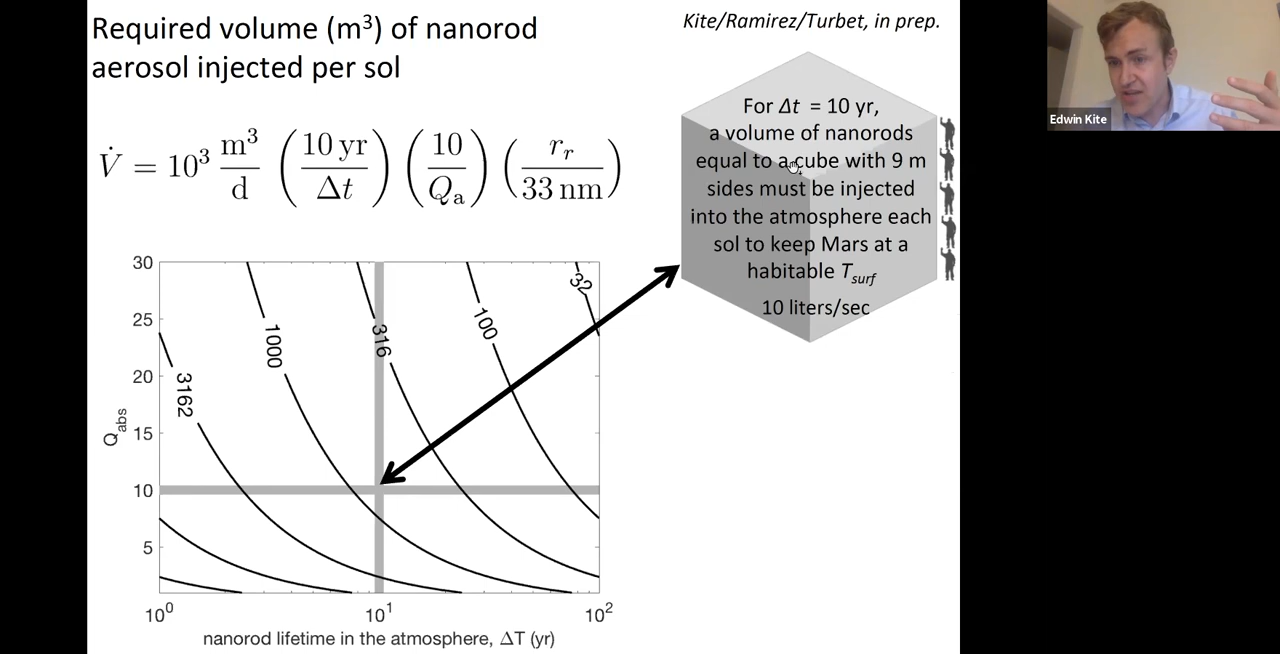 Required volume (m³) of nanorod
aerosol injected per sol
Kite/Ramirez/Turbet, in prep.
V̇ = 10³ m³/d (10 yr/Δt) (10/Qa) (rr/33 nm)
For Δt = 10 yr,
a volume of nanorods
equal to a cube with 9 m
sides must be injected
into the atmosphere each
sol to keep Mars at a
habitable Tsurf
10 liters/sec
Edwin Kite
30
25
20
15
10
5
Qabs
3162
1000
316
100
32
10⁰
10¹
10²
nanorod lifetime in the atmosphere, ΔT (yr)